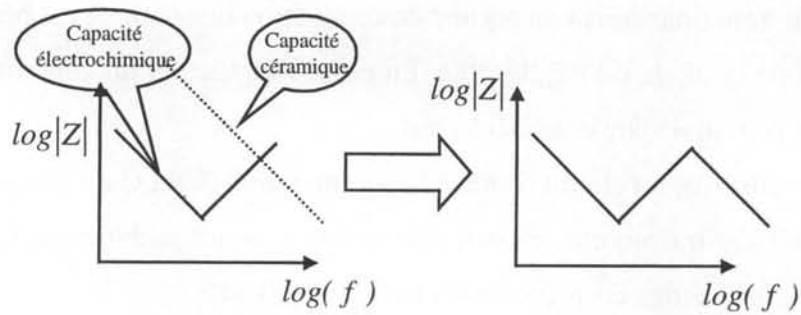 Capacité
électrochimique
Capacité
céramique
log|Z|
log( f )
log|Z|
log( f )